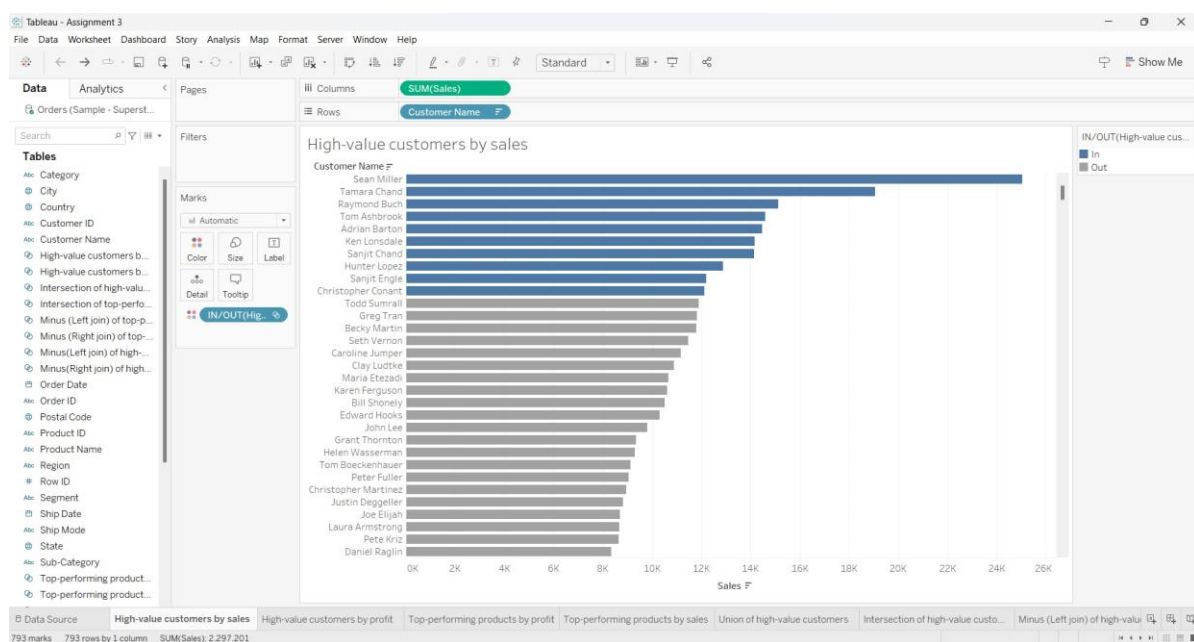 Tableau - Assignment 3
File Data Worksheet Dashboard Story Analysis Map Format Server Window Help
Standard
Show Me
Data Analytics
Orders (Sample - Superst...
Search
Tables
Abc Category
City
Country
Abc Customer ID
Abc Customer Name
High-value customers b...
High-value customers b...
Intersection of high-valu...
Intersection of top-perfo...
Minus (Left join) of top-p...
Minus (Right join) of top-...
Minus(Left join) of high-...
Minus(Right join) of high...
Order Date
Abc Order ID
Postal Code
Abc Product ID
Abc Product Name
Abc Region
# Row ID
Abc Segment
Ship Date
Abc Ship Mode
State
Abc Sub-Category
Top-performing product...
Top-performing product...
Pages
Filters
Marks
Automatic
Color Size Label
Detail Tooltip
IN/OUT(Hig..
Columns SUM(Sales)
Rows Customer Name
High-value customers by sales
Customer Name
Sean Miller
Tamara Chand
Raymond Buch
Tom Ashbrook
Adrian Barton
Ken Lonsdale
Sanjit Chand
Hunter Lopez
Sanjit Engle
Christopher Conant
Todd Sumrall
Greg Tran
Becky Martin
Seth Vernon
Caroline Jumper
Clay Ludtke
Maria Etezadi
Karen Ferguson
Bill Shonely
Edward Hooks
John Lee
Grant Thornton
Helen Wasserman
Tom Boeckenhauer
Peter Fuller
Christopher Martinez
Justin Deggeller
Joe Elijah
Laura Armstrong
Pete Kriz
Daniel Raglin
0K 2K 4K 6K 8K 10K 12K 14K 16K 18K 20K 22K 24K 26K
Sales
IN/OUT(High-value cus...
In
Out
Data Source High-value customers by sales High-value customers by profit Top-performing products by profit Top-performing products by sales Union of high-value customers Intersection of high-value custo... Minus (Left join) of high-valu
793 marks 793 rows by 1 column SUM(Sales): 2,297,201